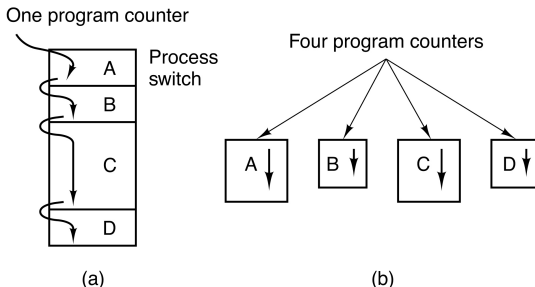 One program counter
Process
switch
A
B
C
D
(a)
Four program counters
A
B
C
D
(b)